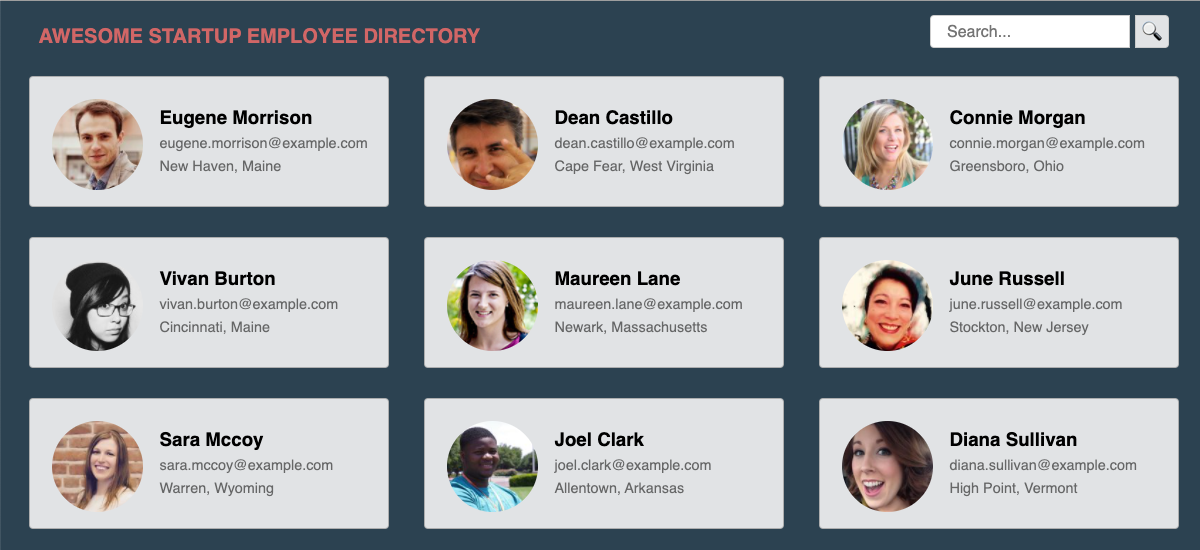 AWESOME STARTUP EMPLOYEE DIRECTORY
Search...
Eugene Morrison
eugene.morrison@example.com
New Haven, Maine
Dean Castillo
dean.castillo@example.com
Cape Fear, West Virginia
Connie Morgan
connie.morgan@example.com
Greensboro, Ohio
Vivan Burton
vivan.burton@example.com
Cincinnati, Maine
Maureen Lane
maureen.lane@example.com
Newark, Massachusetts
June Russell
june.russell@example.com
Stockton, New Jersey
Sara Mccoy
sara.mccoy@example.com
Warren, Wyoming
Joel Clark
joel.clark@example.com
Allentown, Arkansas
Diana Sullivan
diana.sullivan@example.com
High Point, Vermont